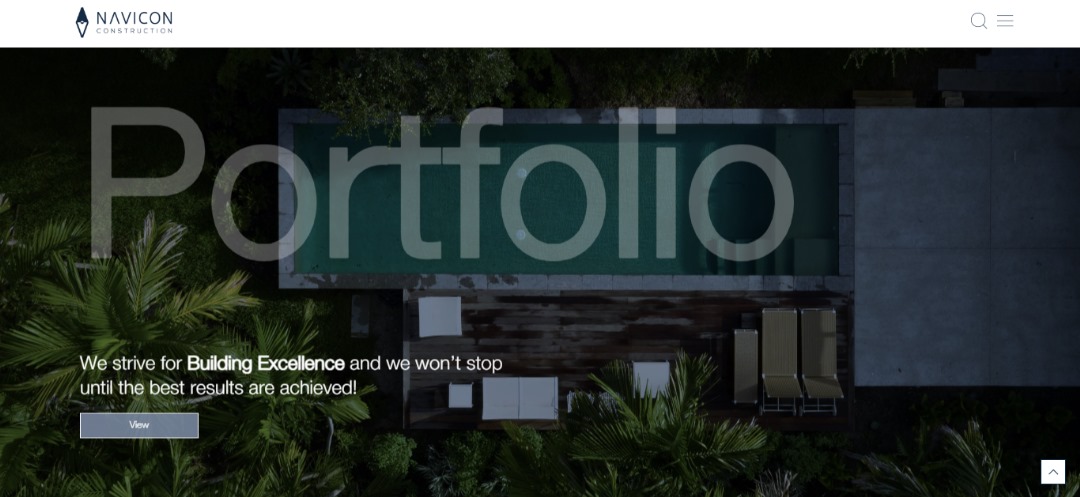 NAVICON
CONSTRUCTION
Portfolio
We strive for Building Excellence and we won't stop
until the best results are achieved!
View